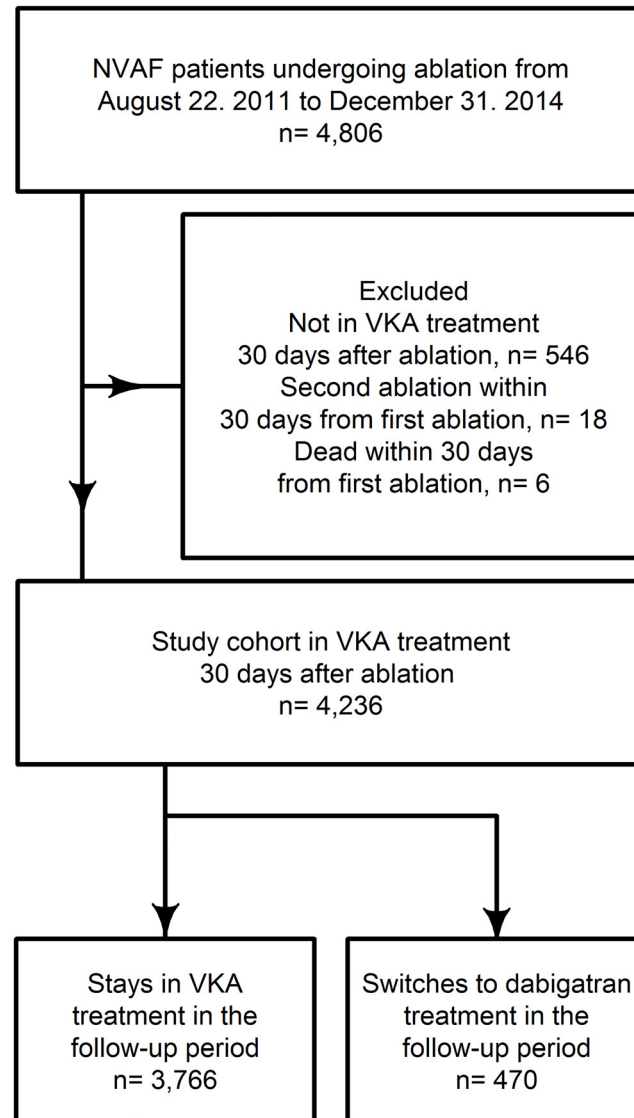 NVAF patients undergoing ablation from
August 22. 2011 to December 31. 2014
n= 4,806
Excluded
Not in VKA treatment
30 days after ablation, n= 546
Second ablation within
30 days from first ablation, n= 18
Dead within 30 days
from first ablation, n= 6
Study cohort in VKA treatment
30 days after ablation
n= 4,236
Stays in VKA
treatment in the
follow-up period
n= 3,766
Switches to dabigatran
treatment in the
follow-up period
n= 470